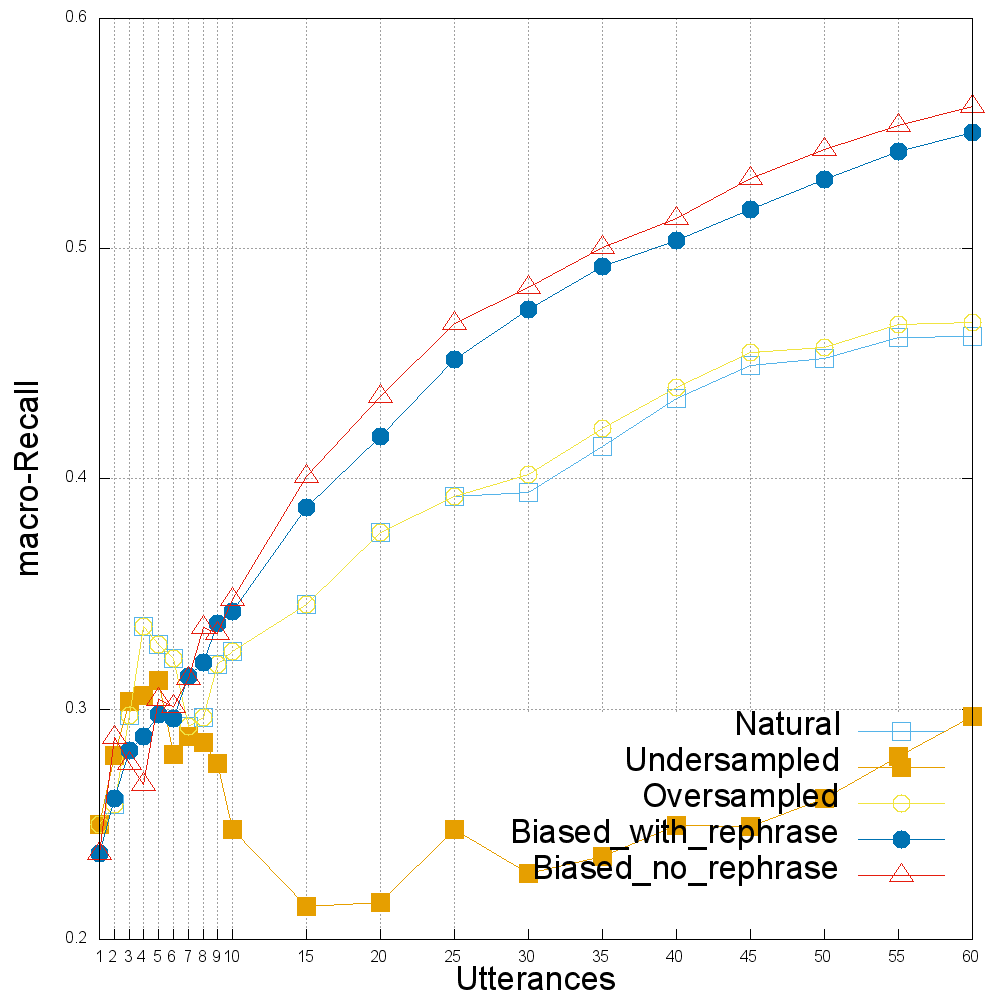 0.6
0.5
0.4
0.3
0.2
macro-Recall
Natural
Undersampled
Oversampled
Biased_with_rephrase
Biased_no_rephrase
1 2 3 4 5 6 7 8 9 10 15 20 25 30 35 40 45 50 55 60
Utterances